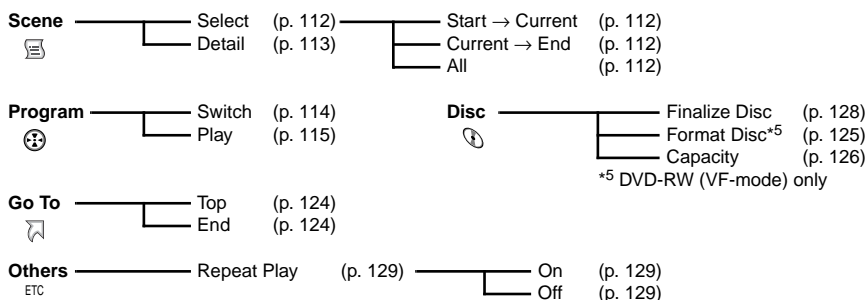 Scene Select (p. 112) Start → Current (p. 112)
Detail (p. 113) Current → End (p. 112)
All (p. 112)
Program Switch (p. 114) Disc Finalize Disc (p. 128)
Play (p. 115) Format Disc*5 (p. 125)
Capacity (p. 126)
*5 DVD-RW (VF-mode) only
Go To Top (p. 124)
End (p. 124)
Others Repeat Play (p. 129) On (p. 129)
ETC Off (p. 129)